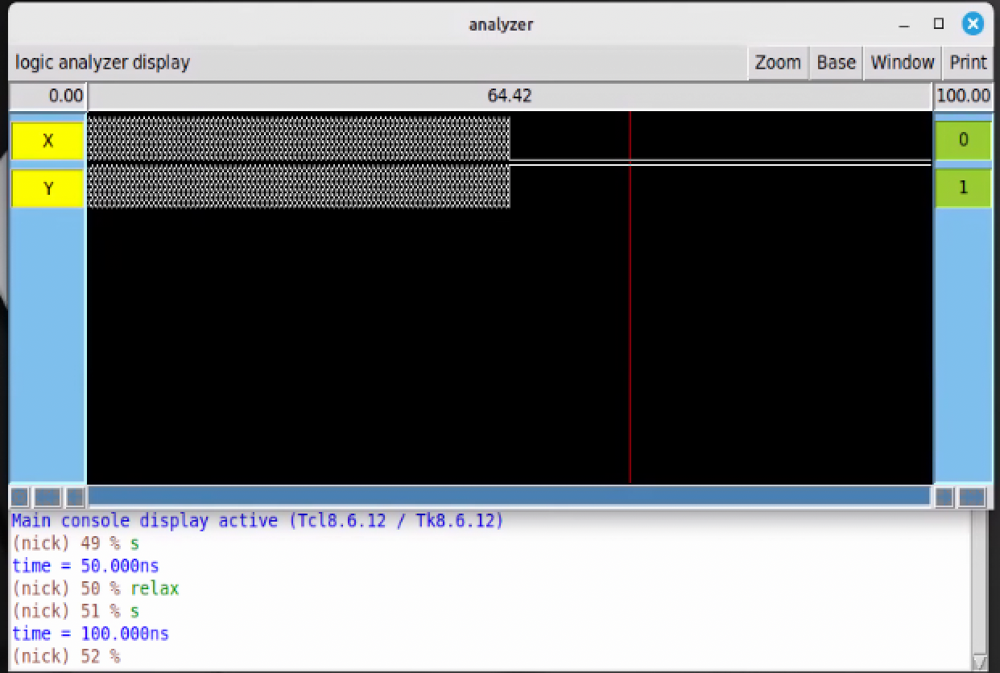 analyzer
logic analyzer display Zoom Base Window Print
0.00 64.42 100.00
X 0
Y 1
Main console display active (Tcl8.6.12 / Tk8.6.12)
(nick) 49 % s
time = 50.000ns
(nick) 50 % relax
(nick) 51 % s
time = 100.000ns
(nick) 52 %